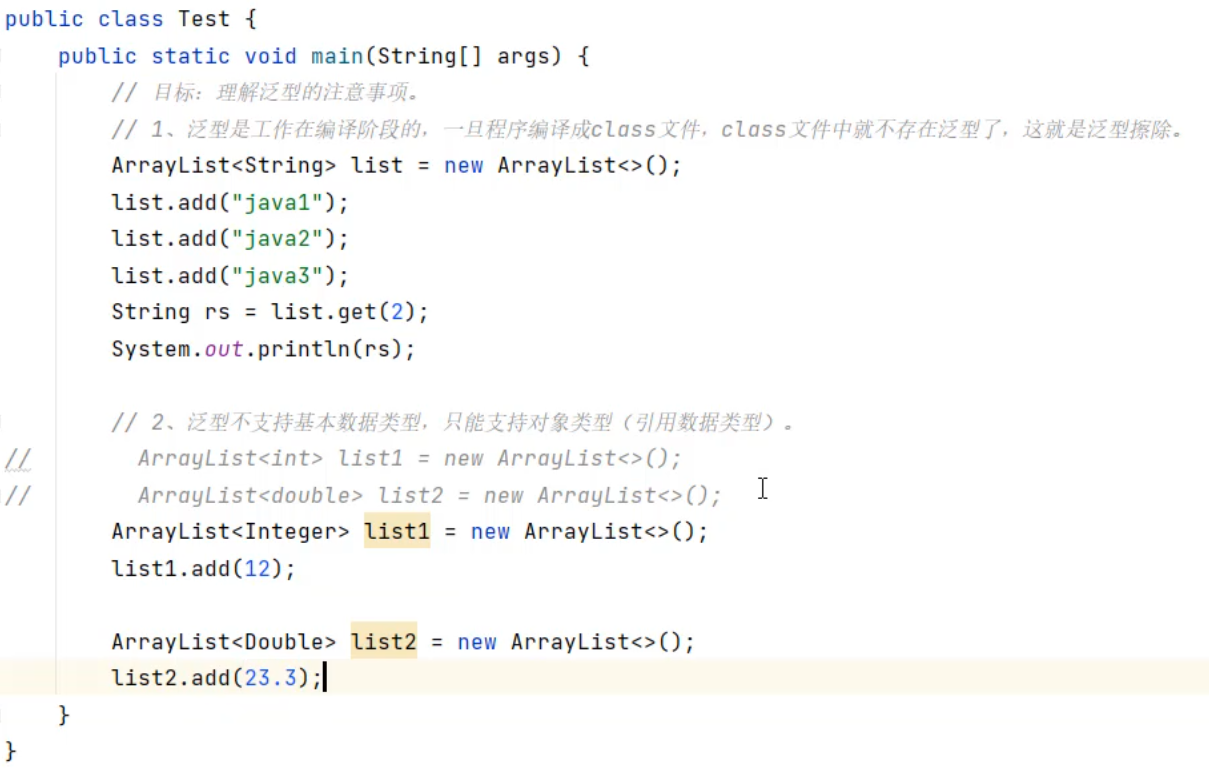 public class Test {
    public static void main(String[] args) {
        // 目标：理解泛型的注意事项。
        // 1、泛型是工作在编译阶段的，一旦程序编译成class文件，class文件中就不存在泛型了，这就是泛型擦除。
        ArrayList<String> list = new ArrayList<>();
        list.add("java1");
        list.add("java2");
        list.add("java3");
        String rs = list.get(2);
        System.out.println(rs);

        // 2、泛型不支持基本数据类型，只能支持对象类型（引用数据类型）。
//        ArrayList<int> list1 = new ArrayList<>();
//        ArrayList<double> list2 = new ArrayList<>();
        ArrayList<Integer> list1 = new ArrayList<>();
        list1.add(12);

        ArrayList<Double> list2 = new ArrayList<>();
        list2.add(23.3);
    }
}